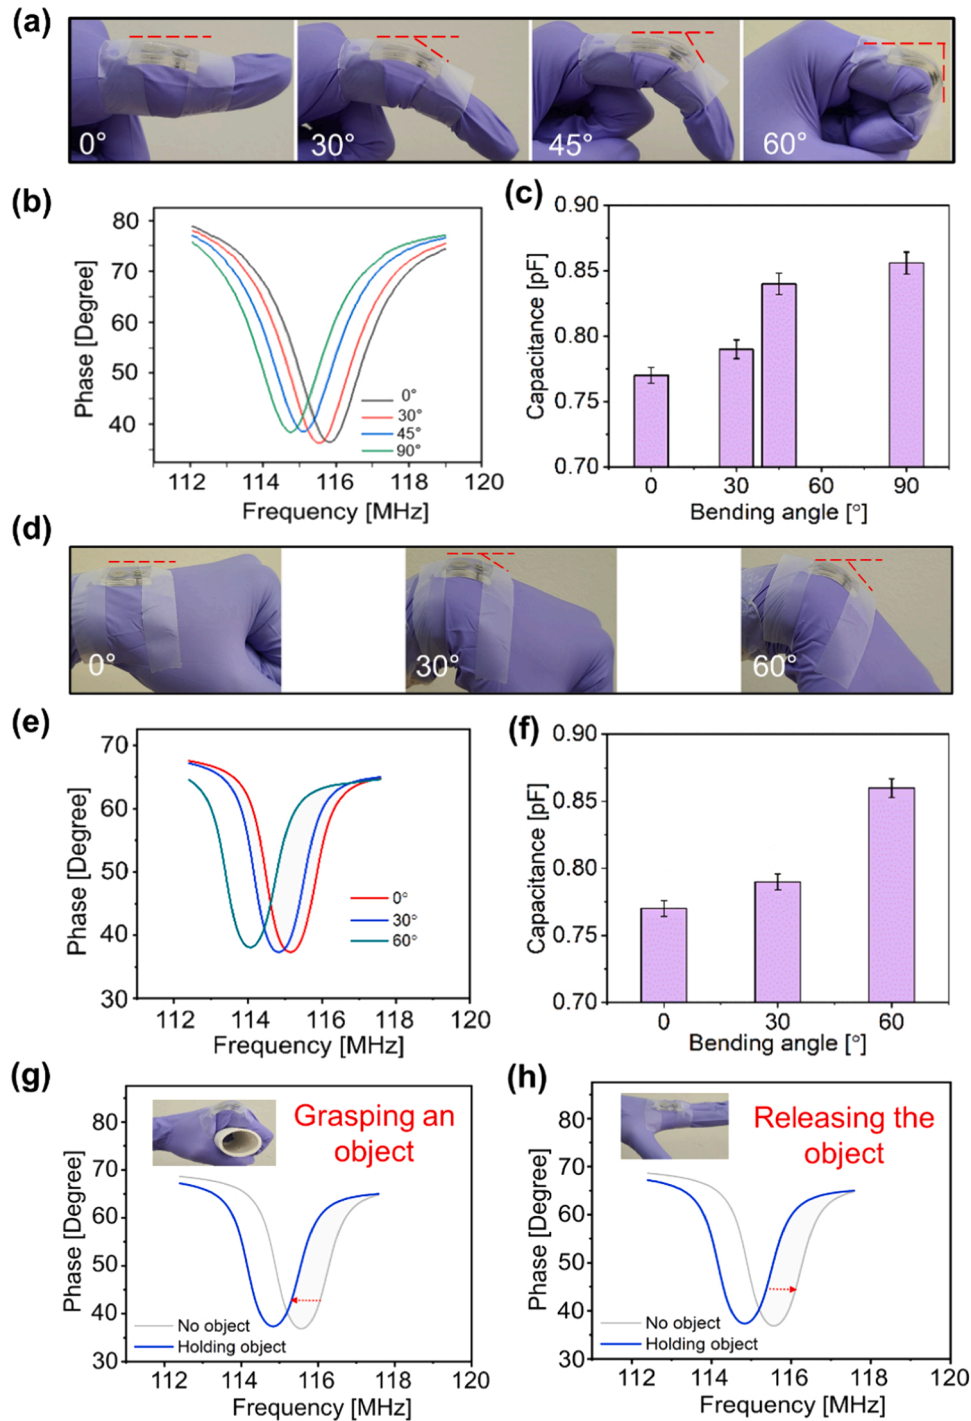 (a)
0°
30°
45°
60°
(b)
80
70
60
50
40
Phase [Degree]
0°
30°
45°
90°
112
114
116
118
120
Frequency [MHz]
(c)
0.90
0.85
0.80
0.75
0.70
Capacitance [pF]
0
30
60
90
Bending angle [°]
(d)
0°
30°
60°
(e)
70
60
50
40
30
Phase [Degree]
0°
30°
60°
112
114
116
118
120
Frequency [MHz]
(f)
0.90
0.85
0.80
0.75
0.70
Capacitance [pF]
0
30
60
Bending angle [°]
(g)
Grasping an
object
80
70
60
50
40
30
Phase [Degree]
No object
Holding object
112
114
116
118
120
Frequency [MHz]
(h)
Releasing the
object
80
70
60
50
40
30
Phase [Degree]
No object
Holding object
112
114
116
118
120
Frequency [MHz]